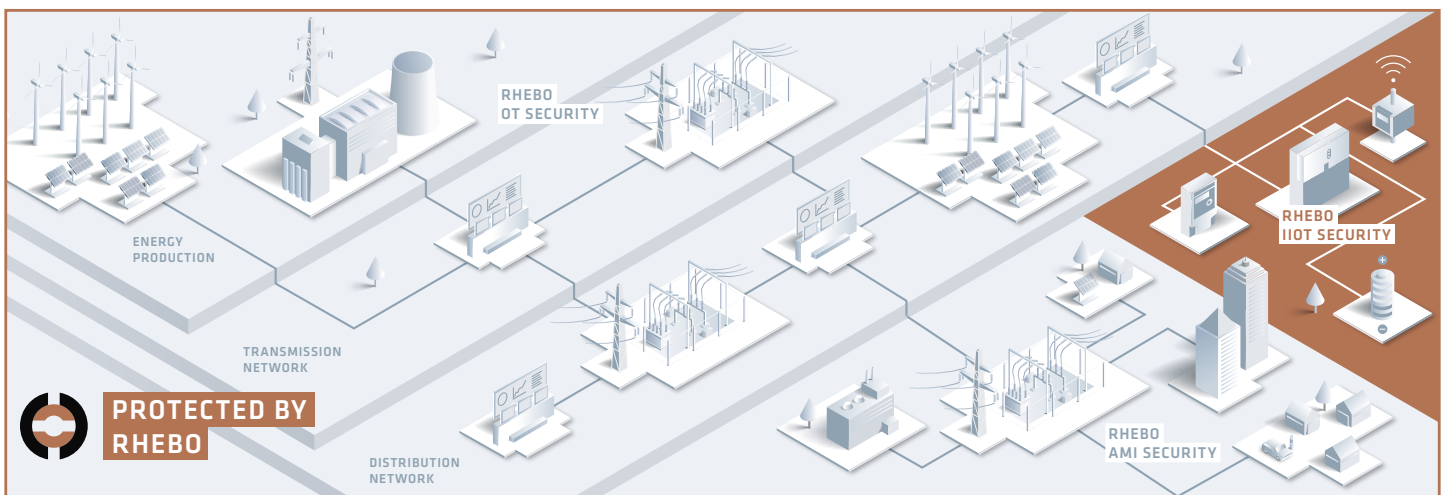 RHEBO
OT SECURITY
RHEBO
IIOT SECURITY
ENERGY
PRODUCTION
TRANSMISSION
NETWORK
PROTECTED BY
RHEBO
RHEBO
AMI SECURITY
DISTRIBUTION
NETWORK